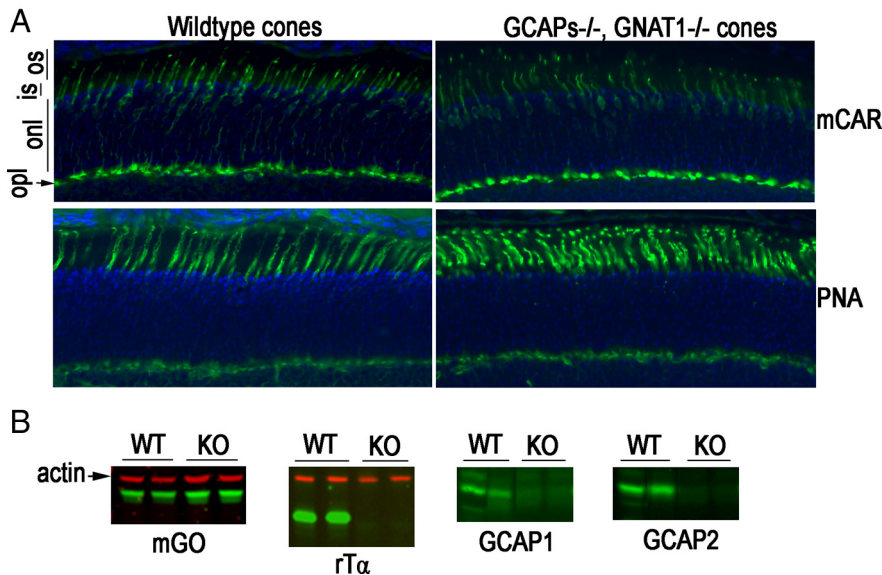 A
Wildtype cones
GCAPs-/-, GNAT1-/- cones
os
is
onl
opl
mCAR
PNA
B
WT KO
WT KO
WT KO
WT KO
actin
mGO
rTα
GCAP1
GCAP2